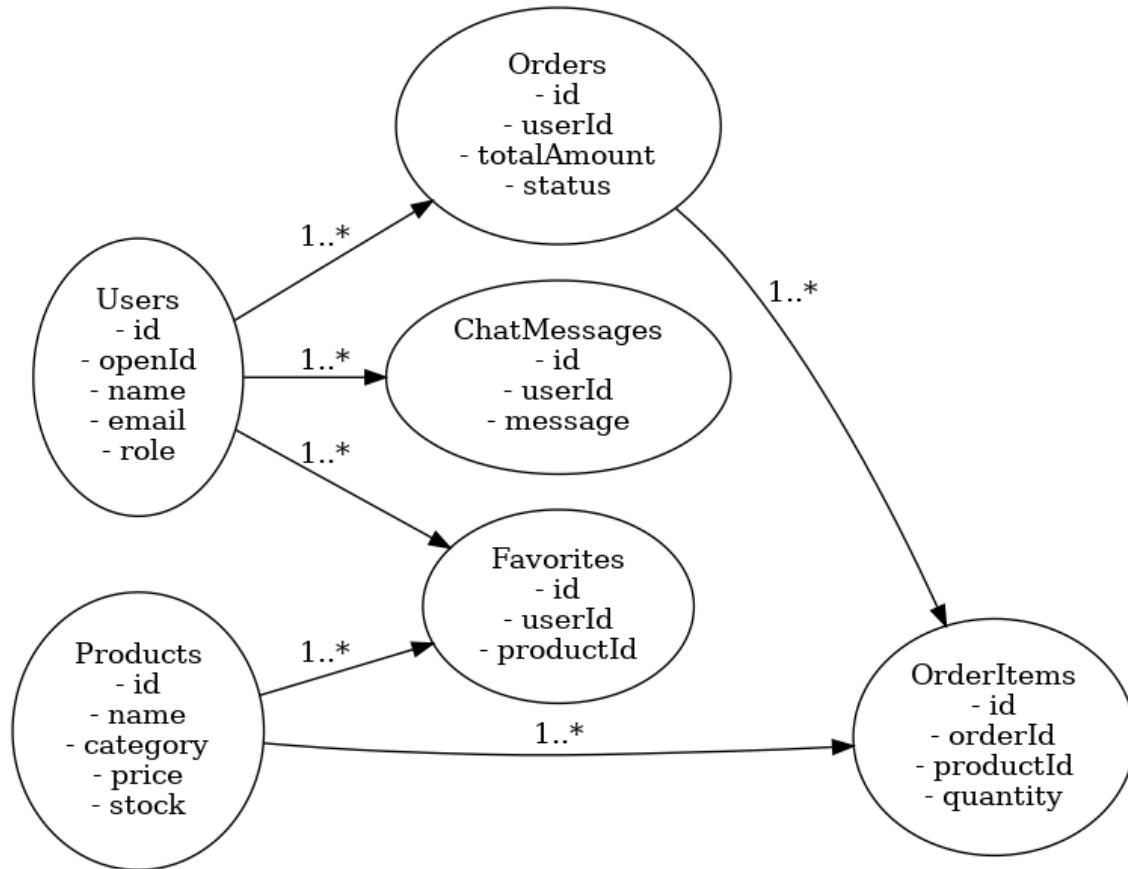 Orders
- id
- userId
- totalAmount
- status
1..*
1..*
Users
- id
- openId
- name
- email
- role
1..*
ChatMessages
- id
- userId
- message
1..*
Favorites
- id
- userId
- productId
Products
- id
- name
- category
- price
- stock
1..*
1..*
OrderItems
- id
- orderId
- productId
- quantity